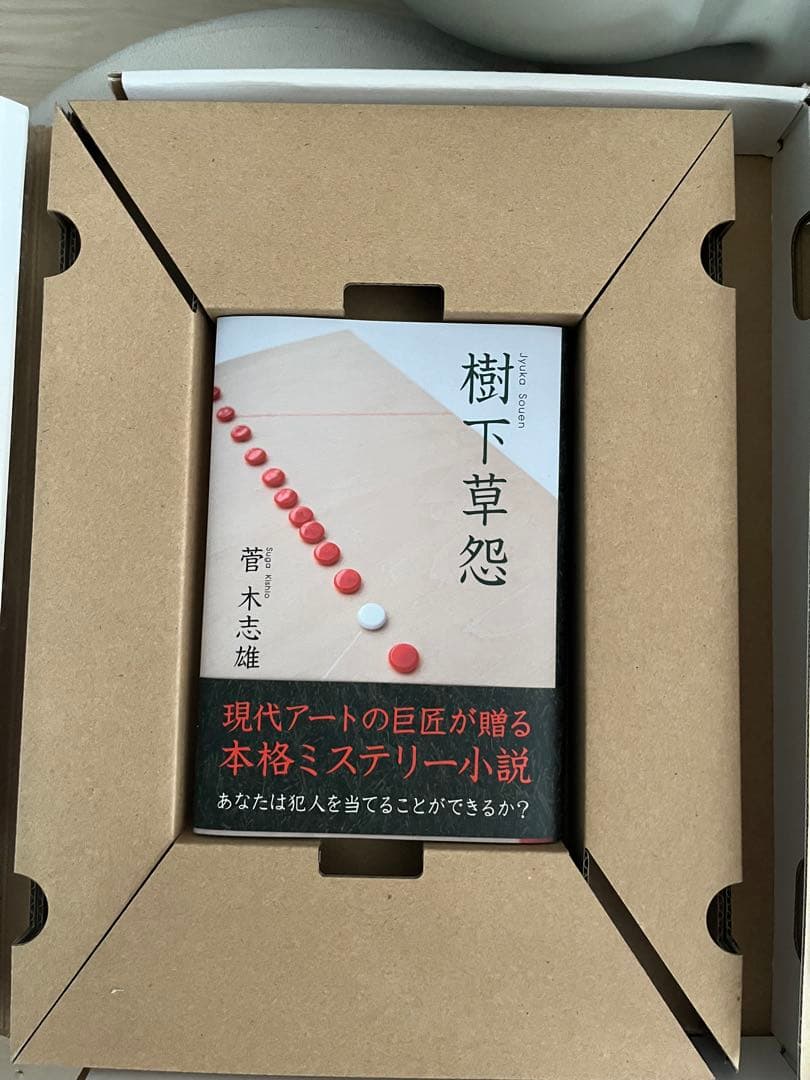 樹下草怨
Jyuka Souen
菅木志雄
Suga Kishio
現代アートの巨匠が贈る
本格ミステリー小説
あなたは犯人を当てることができるか？